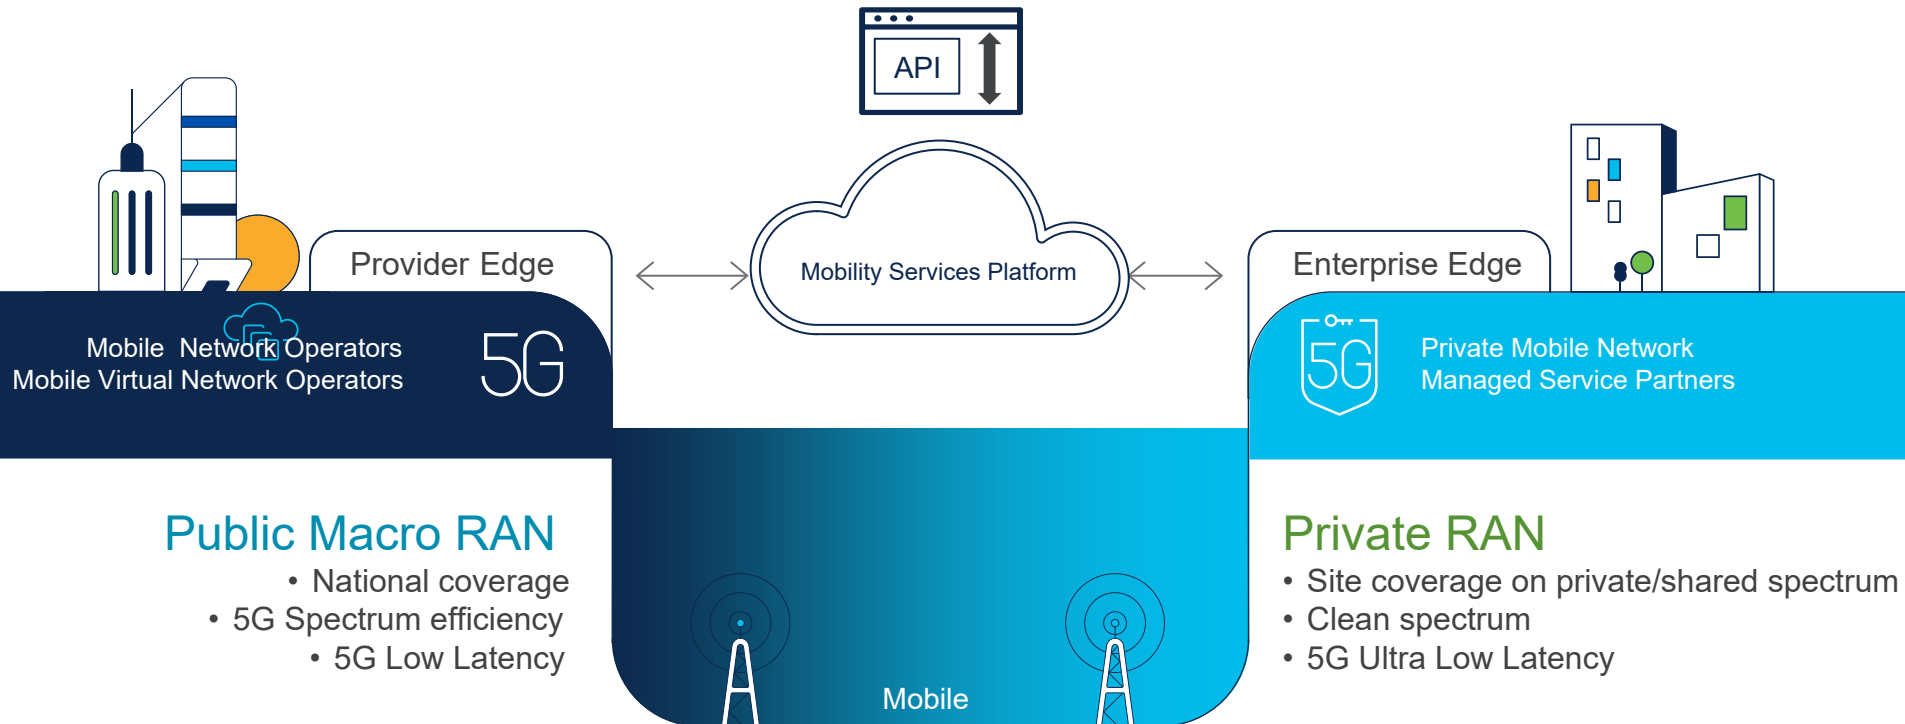 API
Provider Edge
Mobility Services Platform
Enterprise Edge
Mobile Network Operators
Mobile Virtual Network Operators
5G
5G
Private Mobile Network
Managed Service Partners
Public Macro RAN
• National coverage
• 5G Spectrum efficiency
• 5G Low Latency
Private RAN
• Site coverage on private/shared spectrum
• Clean spectrum
• 5G Ultra Low Latency
Mobile